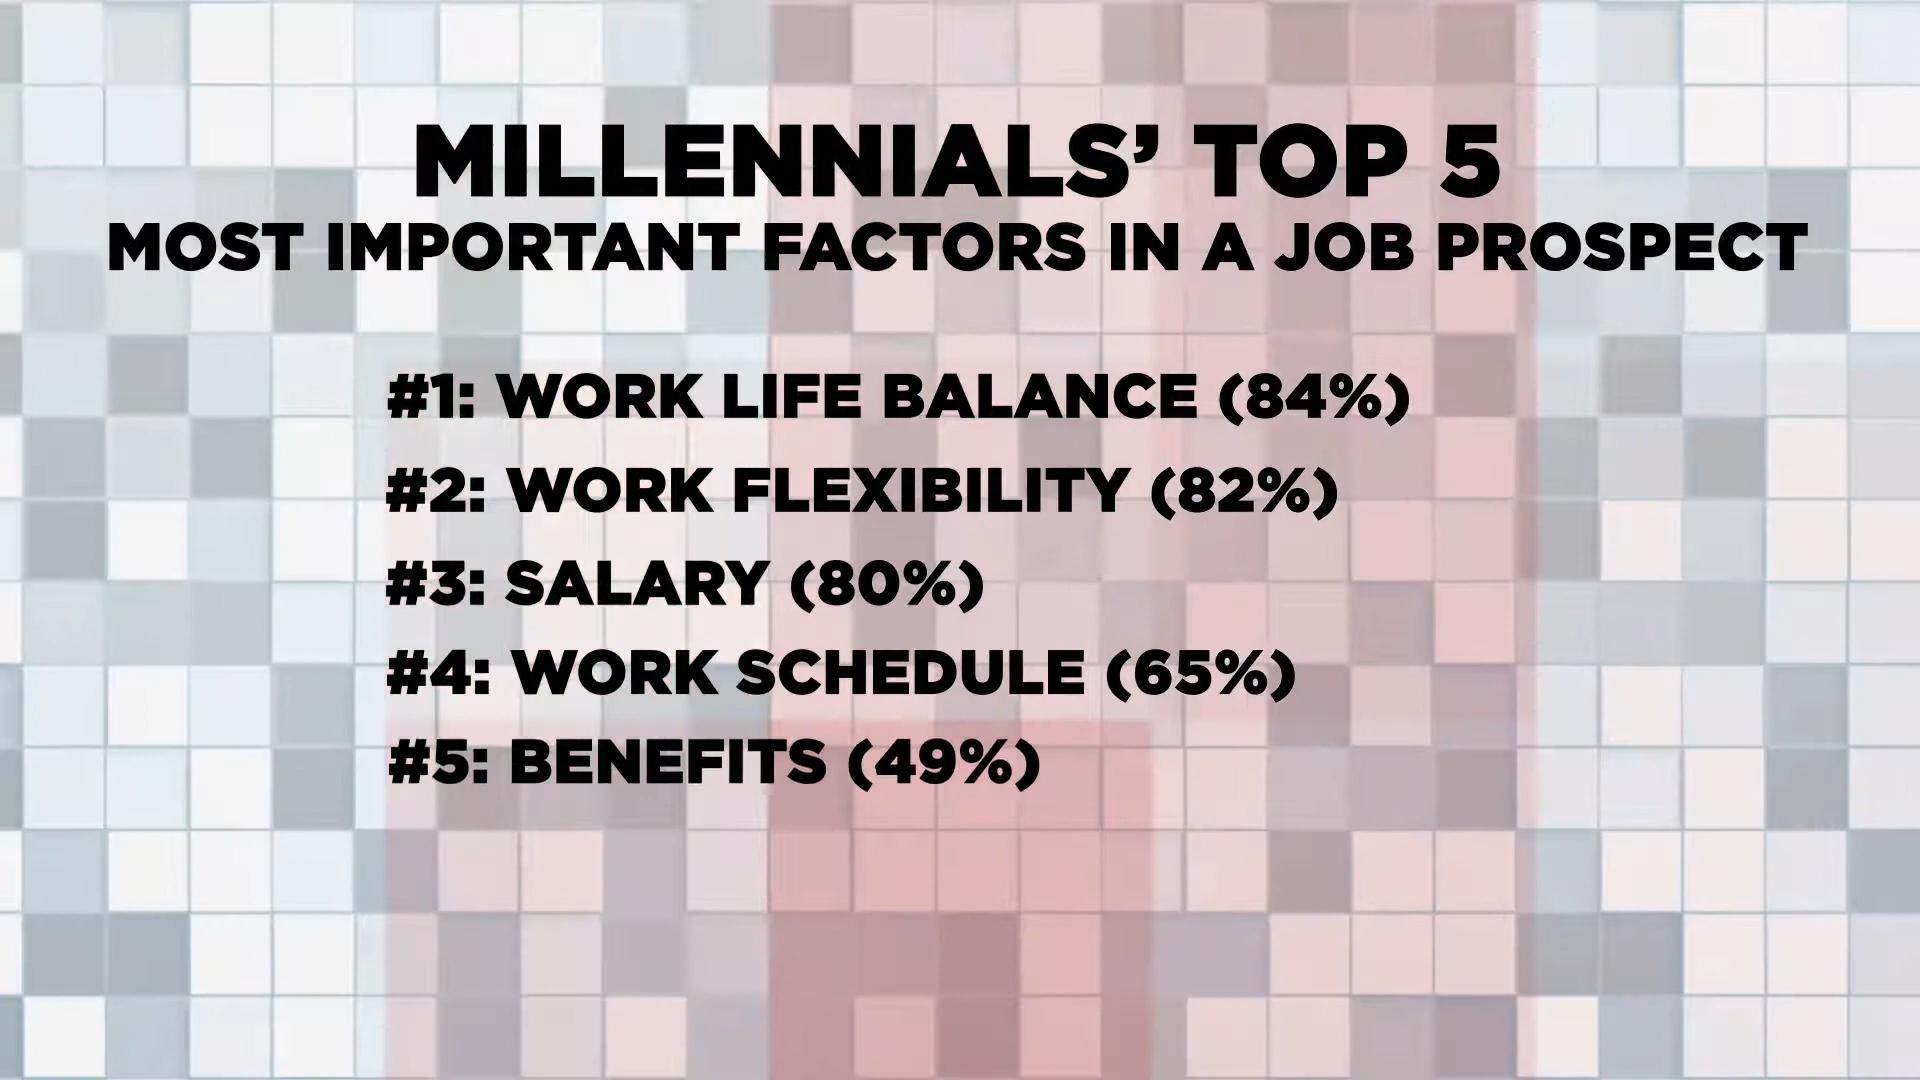 MILLENNIALS’ TOP 5
MOST IMPORTANT FACTORS IN A JOB PROSPECT
#1: WORK LIFE BALANCE (84%)
#2: WORK FLEXIBILITY (82%)
#3: SALARY (80%)
#4: WORK SCHEDULE (65%)
#5: BENEFITS (49%)